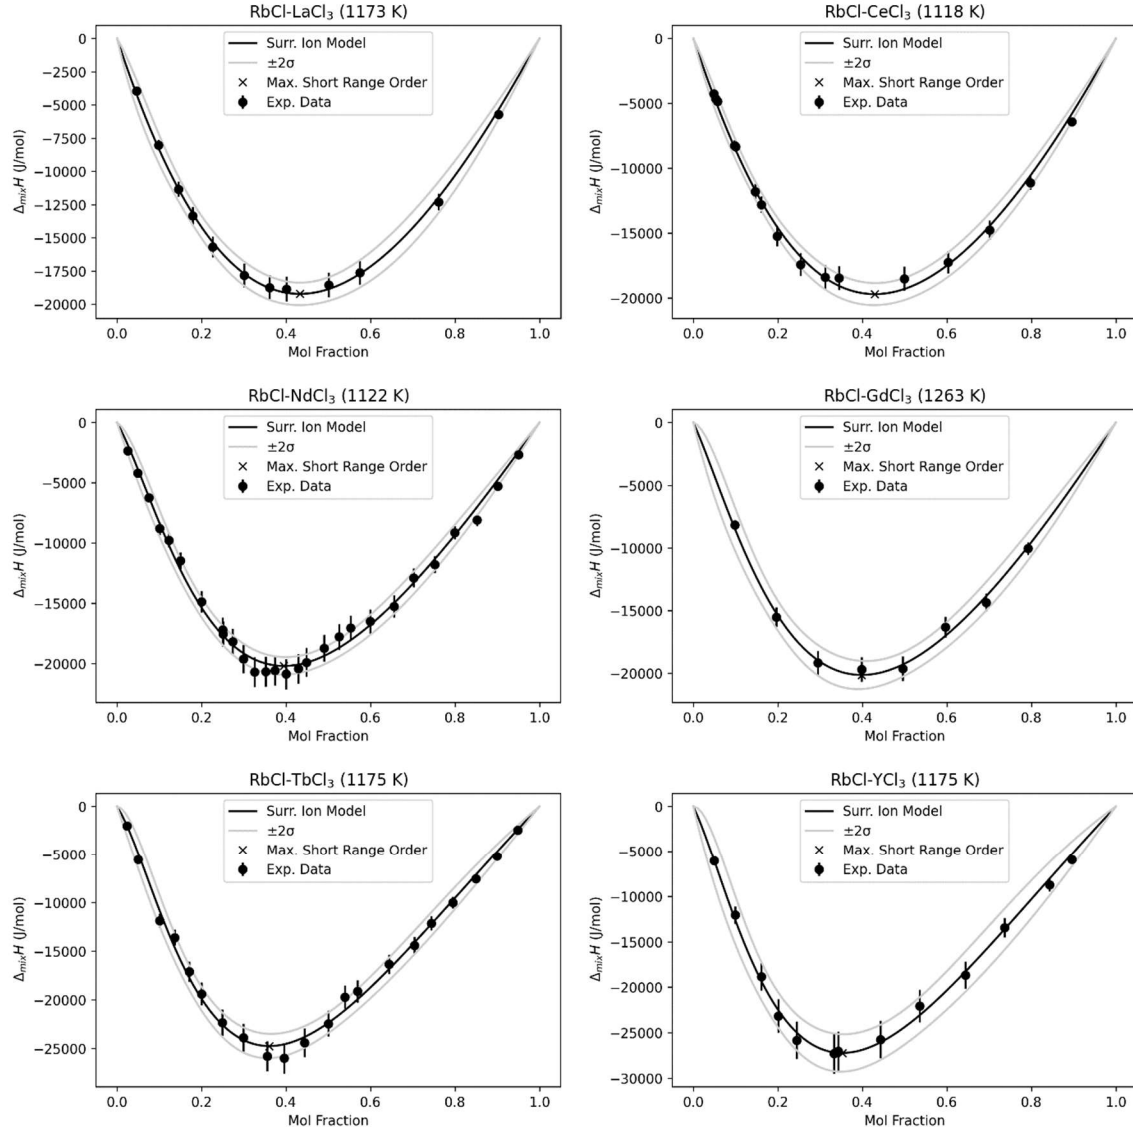 RbCl-LaCl₃ (1173 K)
Surr. Ion Model
±2σ
Max. Short Range Order
Exp. Data
0
−2500
−5000
−7500
−10000
−12500
−15000
−17500
−20000
ΔmixH (J/mol)
0.0 0.2 0.4 0.6 0.8 1.0
Mol Fraction
RbCl-CeCl₃ (1118 K)
Surr. Ion Model
±2σ
Max. Short Range Order
Exp. Data
0
−5000
−10000
−15000
−20000
ΔmixH (J/mol)
0.0 0.2 0.4 0.6 0.8 1.0
Mol Fraction
RbCl-NdCl₃ (1122 K)
Surr. Ion Model
±2σ
Max. Short Range Order
Exp. Data
0
−5000
−10000
−15000
−20000
ΔmixH (J/mol)
0.0 0.2 0.4 0.6 0.8 1.0
Mol Fraction
RbCl-GdCl₃ (1263 K)
Surr. Ion Model
±2σ
Max. Short Range Order
Exp. Data
0
−5000
−10000
−15000
−20000
ΔmixH (J/mol)
0.0 0.2 0.4 0.6 0.8 1.0
Mol Fraction
RbCl-TbCl₃ (1175 K)
Surr. Ion Model
±2σ
Max. Short Range Order
Exp. Data
0
−5000
−10000
−15000
−20000
−25000
ΔmixH (J/mol)
0.0 0.2 0.4 0.6 0.8 1.0
Mol Fraction
RbCl-YCl₃ (1175 K)
Surr. Ion Model
±2σ
Max. Short Range Order
Exp. Data
0
−5000
−10000
−15000
−20000
−25000
−30000
ΔmixH (J/mol)
0.0 0.2 0.4 0.6 0.8 1.0
Mol Fraction